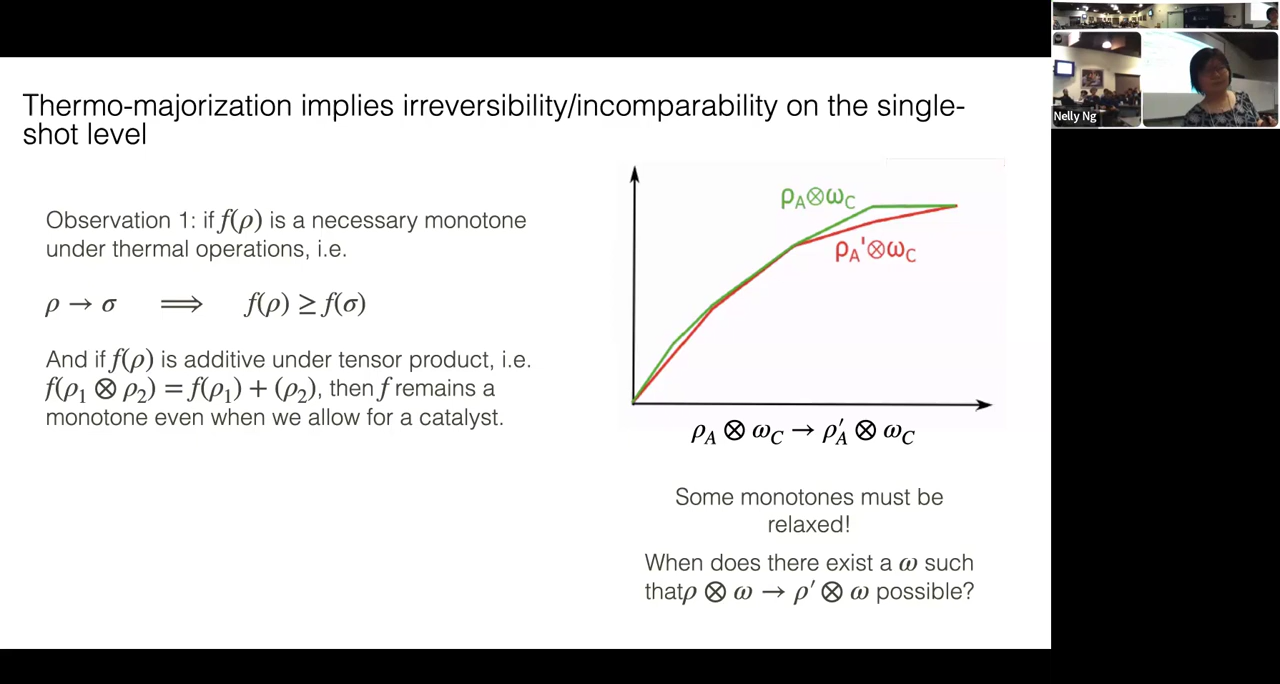 Thermo-majorization implies irreversibility/incomparability on the single-
shot level
Observation 1: if f(ρ) is a necessary monotone
under thermal operations, i.e.
ρ → σ ⟹ f(ρ) ≥ f(σ)
And if f(ρ) is additive under tensor product, i.e.
f(ρ₁ ⊗ ρ₂) = f(ρ₁) + (ρ₂), then f remains a
monotone even when we allow for a catalyst.
ρA⊗ωC
ρA'⊗ωC
ρA ⊗ ωC → ρ′A ⊗ ωC
Some monotones must be
relaxed!
When does there exist a ω such
thatρ ⊗ ω → ρ′ ⊗ ω possible?
Nelly Ng